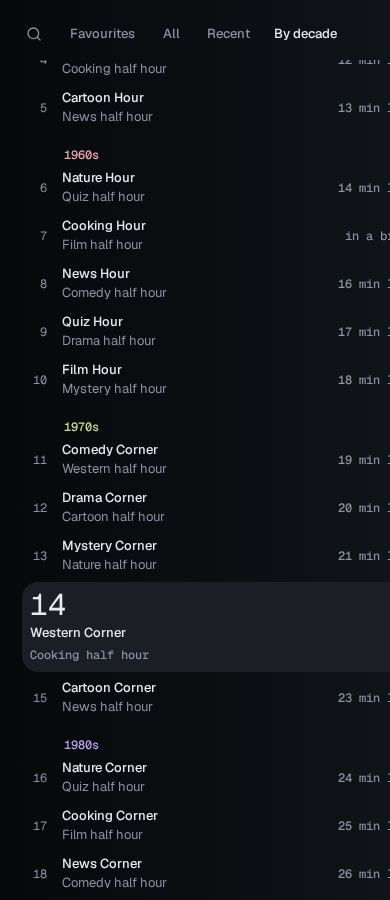 Favourites All Recent By decade
Cooking half hour
5 Cartoon Hour 13 min
News half hour
1960s
6 Nature Hour 14 min
Quiz half hour
7 Cooking Hour in a
Film half hour
8 News Hour 16 min
Comedy half hour
9 Quiz Hour 17 min
Drama half hour
10 Film Hour 18 min
Mystery half hour
1970s
11 Comedy Corner 19 min
Western half hour
12 Drama Corner 20 min
Cartoon half hour
13 Mystery Corner 21 min
Nature half hour
14
Western Corner
Cooking half hour
15 Cartoon Corner 23 min
News half hour
1980s
16 Nature Corner 24 min
Quiz half hour
17 Cooking Corner 25 min
Film half hour
18 News Corner 26 min
Comedy half hour